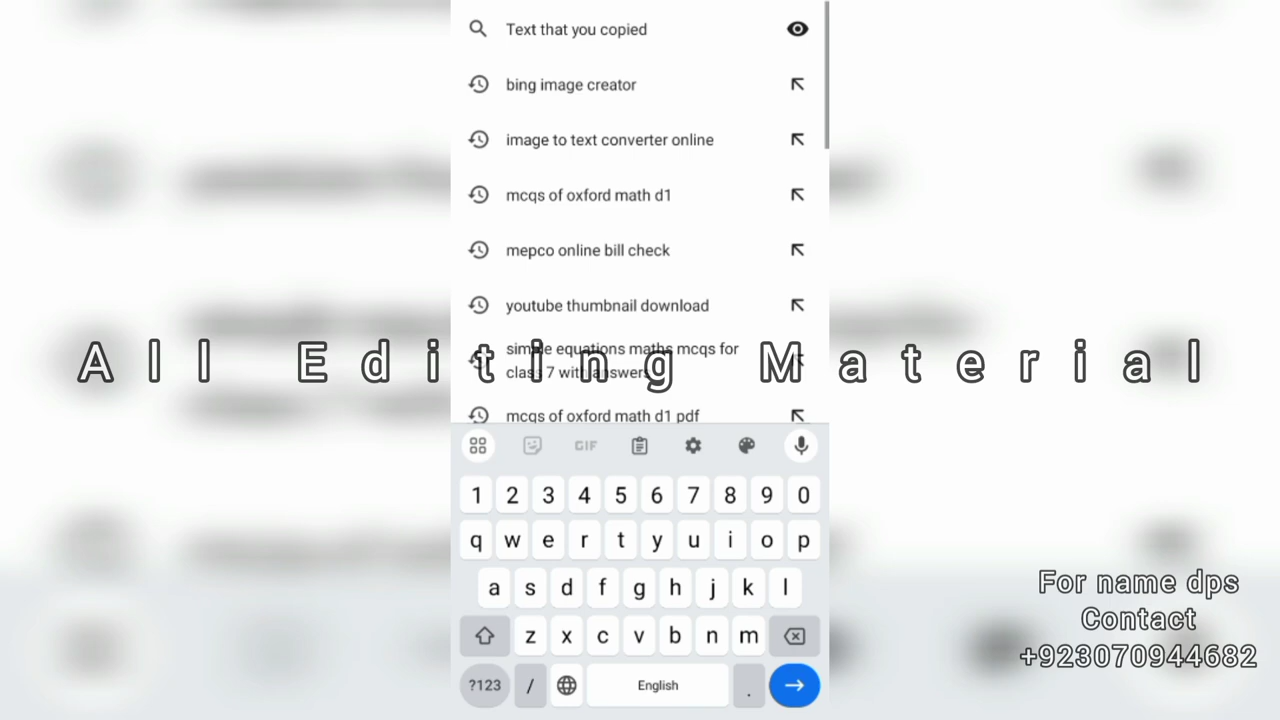 Text that you copied
bing image creator
image to text converter online
mcqs of oxford math d1
mepco online bill check
youtube thumbnail download
simple equations maths mcqs for
class 7 with answers
All Editing Material
mcqs of oxford math d1 pdf
GIF
1 2 3 4 5 6 7 8 9 0
q w e r t y u i o p
a s d f g h j k l
z x c v b n m
?123 / English .
For name dps
Contact
+923070944682